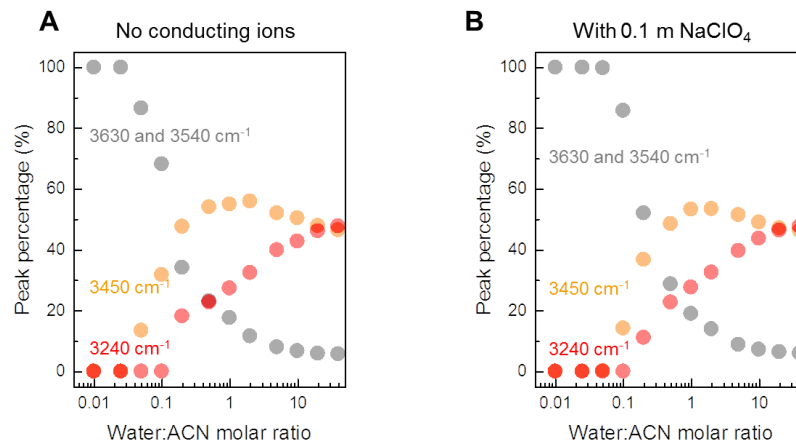 A
No conducting ions
Peak percentage (%)
100
80
60
40
20
0
3630 and 3540 cm⁻¹
3450 cm⁻¹
3240 cm⁻¹
0.01 0.1 1 10
Water:ACN molar ratio
B
With 0.1 m NaClO₄
Peak percentage (%)
100
80
60
40
20
0
3630 and 3540 cm⁻¹
3450 cm⁻¹
3240 cm⁻¹
0.01 0.1 1 10
Water:ACN molar ratio